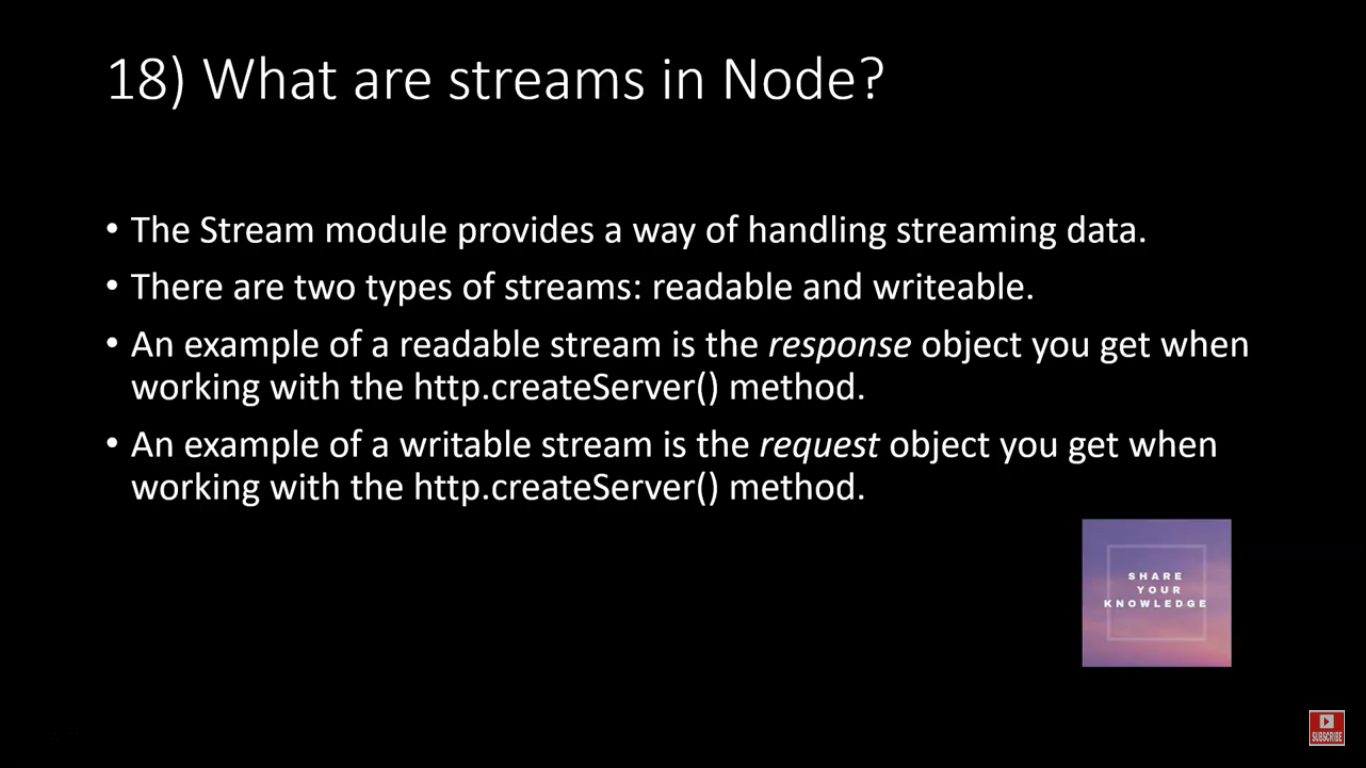 18) What are streams in Node?
• The Stream module provides a way of handling streaming data.
• There are two types of streams: readable and writeable.
• An example of a readable stream is the response object you get when
working with the http.createServer() method.
• An example of a writable stream is the request object you get when
working with the http.createServer() method.
SHARE
YOUR
KNOWLEDGE
SUBSCRIBE